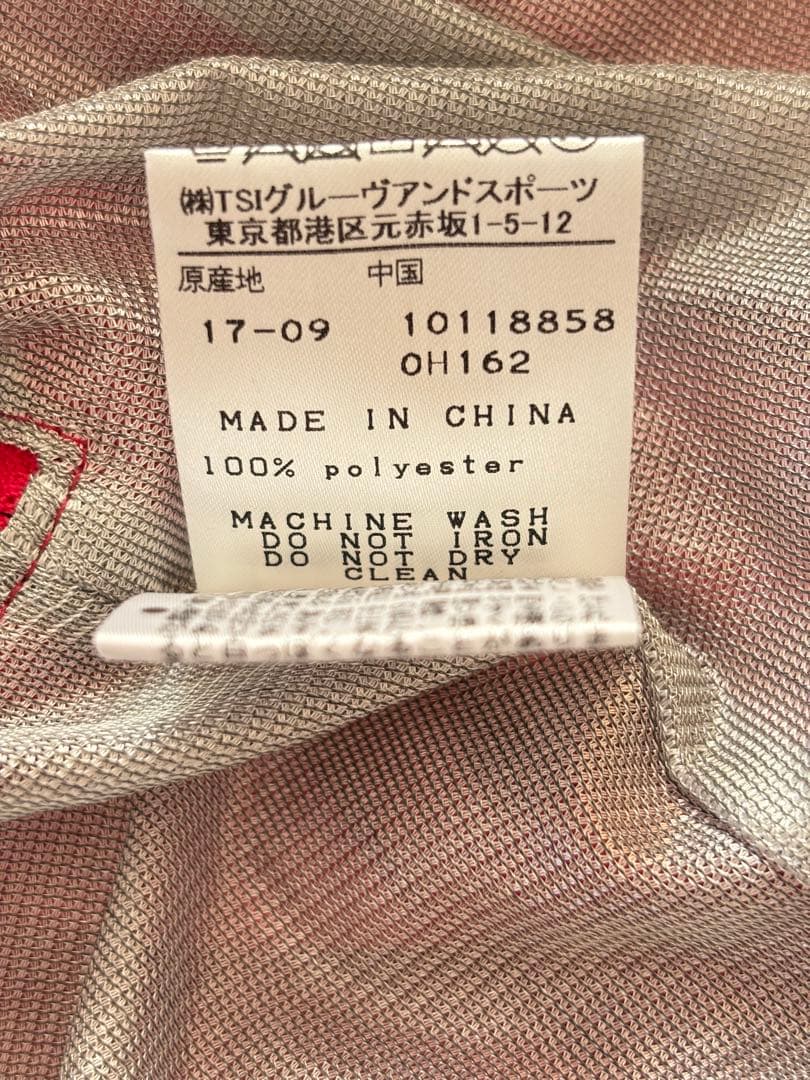 ㈱TSIグルーヴアンドスポーツ
東京都港区元赤坂1-5-12
原産地 中国
17-09 10118858
0H162
MADE IN CHINA
100% polyester
MACHINE WASH
DO NOT IRON
DO NOT DRY
CLEAN